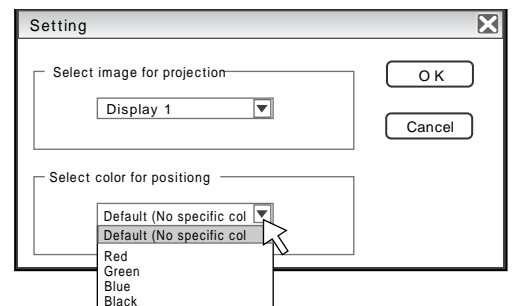 Setting
Select image for projection
OK
Display 1
Cancel
Select color for positiong
Default (No specific col
Default (No specific col
Red
Green
Blue
Black